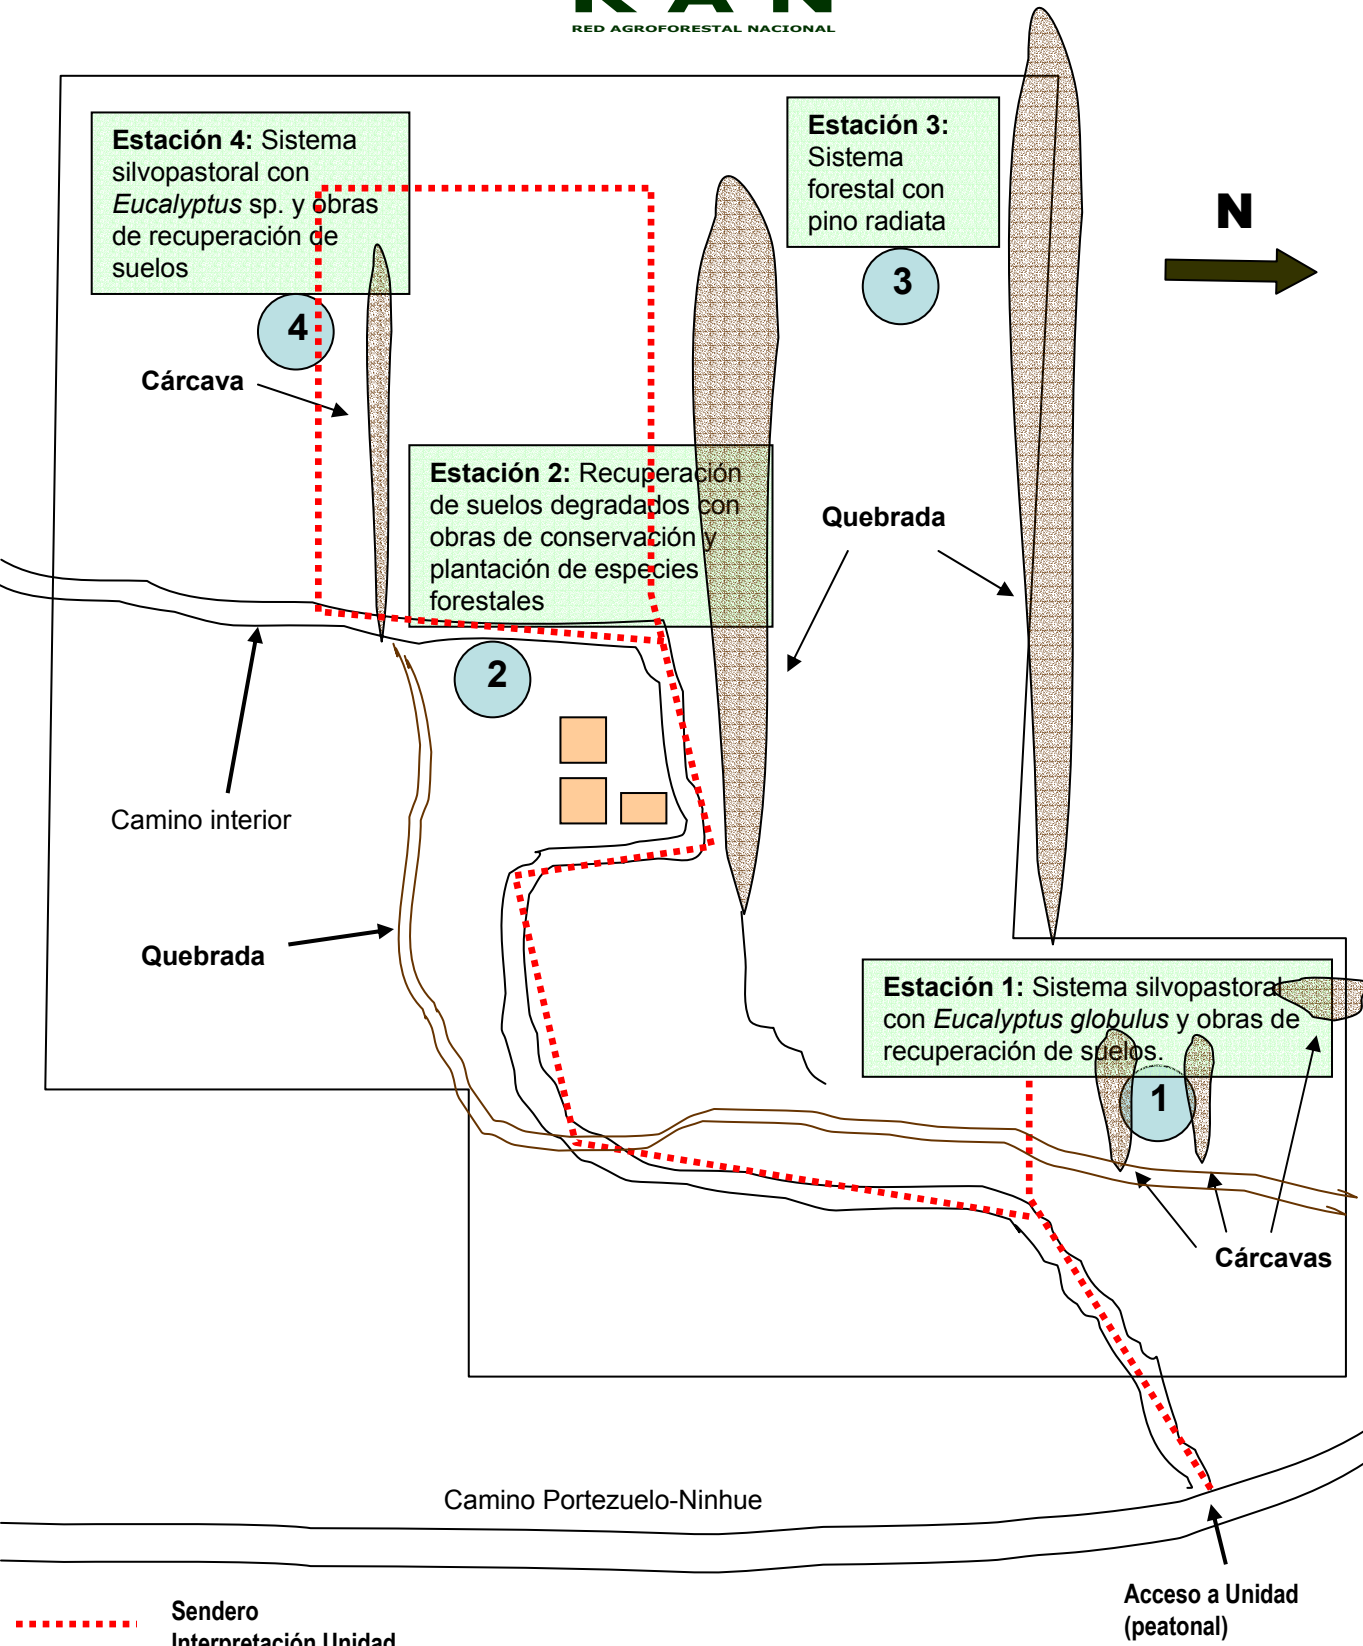 RAN
RED AGROFORESTAL NACIONAL
Estación 4: Sistema
silvopastoral con
Eucalyptus sp. y obras
de recuperación de
suelos
Estación 3:
Sistema
forestal con
pino radiata
N
3
4
Cárcava
Estación 2: Recuperación
de suelos degradados con
obras de conservación y
plantación de especies
forestales
Quebrada
2
Camino interior
Quebrada
Estación 1: Sistema silvopastoral
con Eucalyptus globulus y obras de
recuperación de suelos.
1
Cárcavas
Camino Portezuelo-Ninhue
Acceso a Unidad
(peatonal)
Sendero
Interpretación Unidad